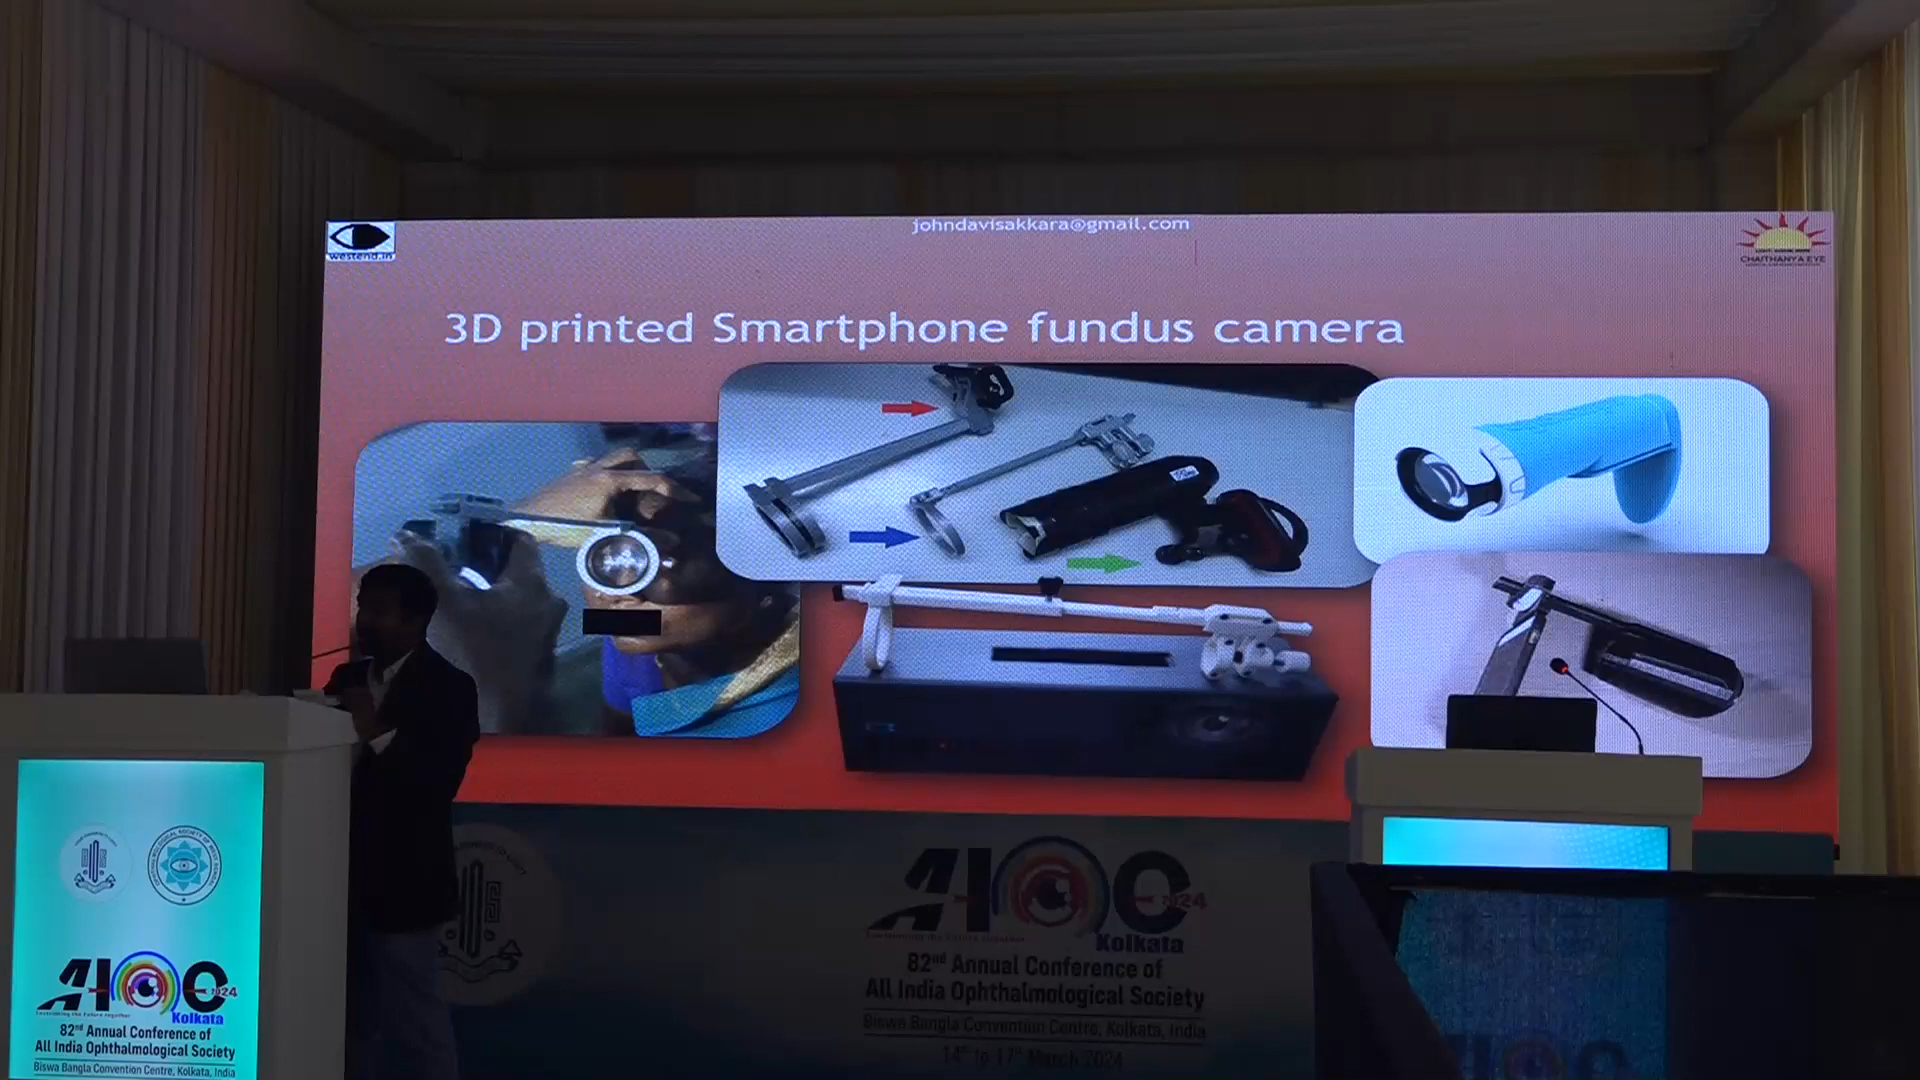 johndavisakkara@gmail.com
westend.in
CHAITHANYA EYE
3D printed Smartphone fundus camera
AIOC
2024
Kolkata
82nd Annual Conference of
All India Ophthalmological Society
Biswa Bangla Convention Centre, Kolkata, India
14th to 17th March 2024
AIOC
2024
Kolkata
82nd Annual Conference of
All India Ophthalmological Society
Biswa Bangla Convention Centre, Kolkata, India